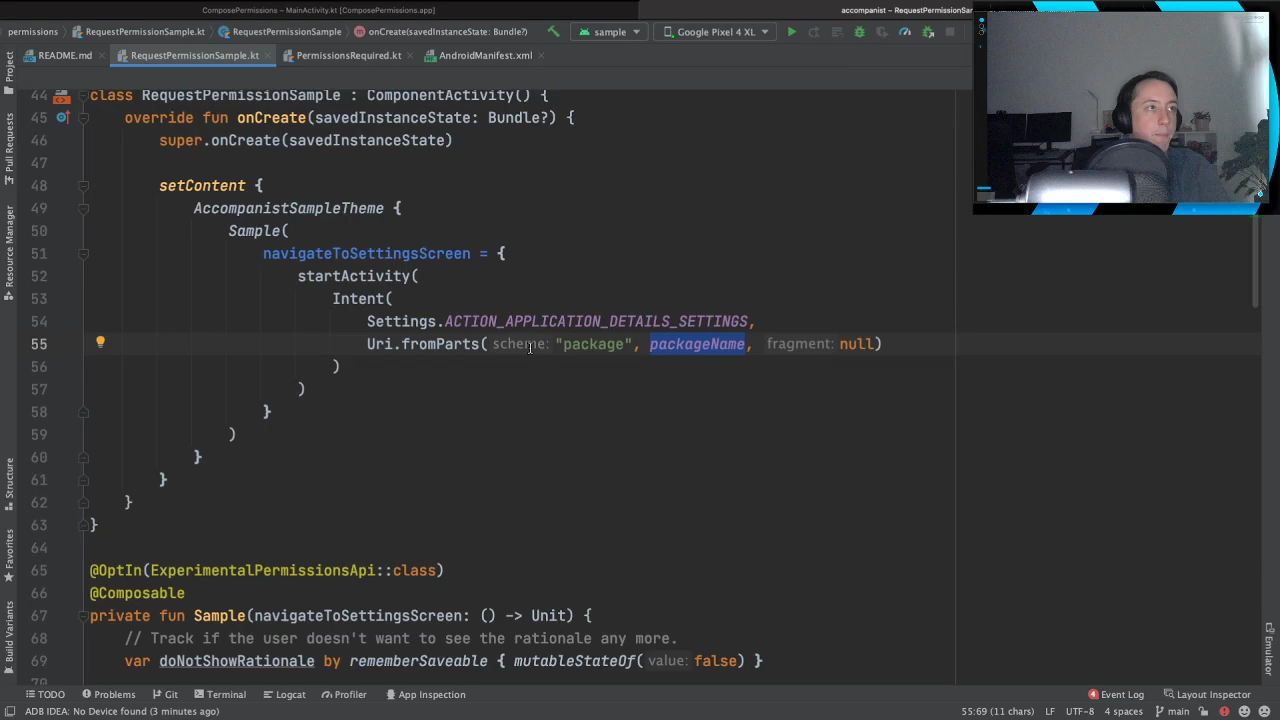 ComposePermissions – MainActivity.kt [ComposePermissions.app]
accompanist – RequestPermissionSam
permissions RequestPermissionSample.kt RequestPermissionSample onCreate(savedInstanceState: Bundle?) sample Google Pixel 4 XL
README.md RequestPermissionSample.kt PermissionsRequired.kt AndroidManifest.xml
Project
Pull Requests
Resource Manager
Structure
Favorites
Build Variants
44 class RequestPermissionSample : ComponentActivity() {
45 override fun onCreate(savedInstanceState: Bundle?) {
46 super.onCreate(savedInstanceState)
47
48 setContent {
49 AccompanistSampleTheme {
50 Sample(
51 navigateToSettingsScreen = {
52 startActivity(
53 Intent(
54 Settings.ACTION_APPLICATION_DETAILS_SETTINGS,
55 Uri.fromParts( scheme: "package", packageName, fragment: null)
56 )
57 )
58 }
59 )
60 }
61 }
62 }
63 }
64
65 @OptIn(ExperimentalPermissionsApi::class)
66 @Composable
67 private fun Sample(navigateToSettingsScreen: () -> Unit) {
68 // Track if the user doesn't want to see the rationale any more.
69 var doNotShowRationale by rememberSaveable { mutableStateOf( value: false) }
Emulator
TODO Problems Git Terminal Logcat Profiler App Inspection 4 Event Log Layout Inspector
ADB IDEA: No Device found (3 minutes ago) 55:69 (11 chars) LF UTF-8 4 spaces main